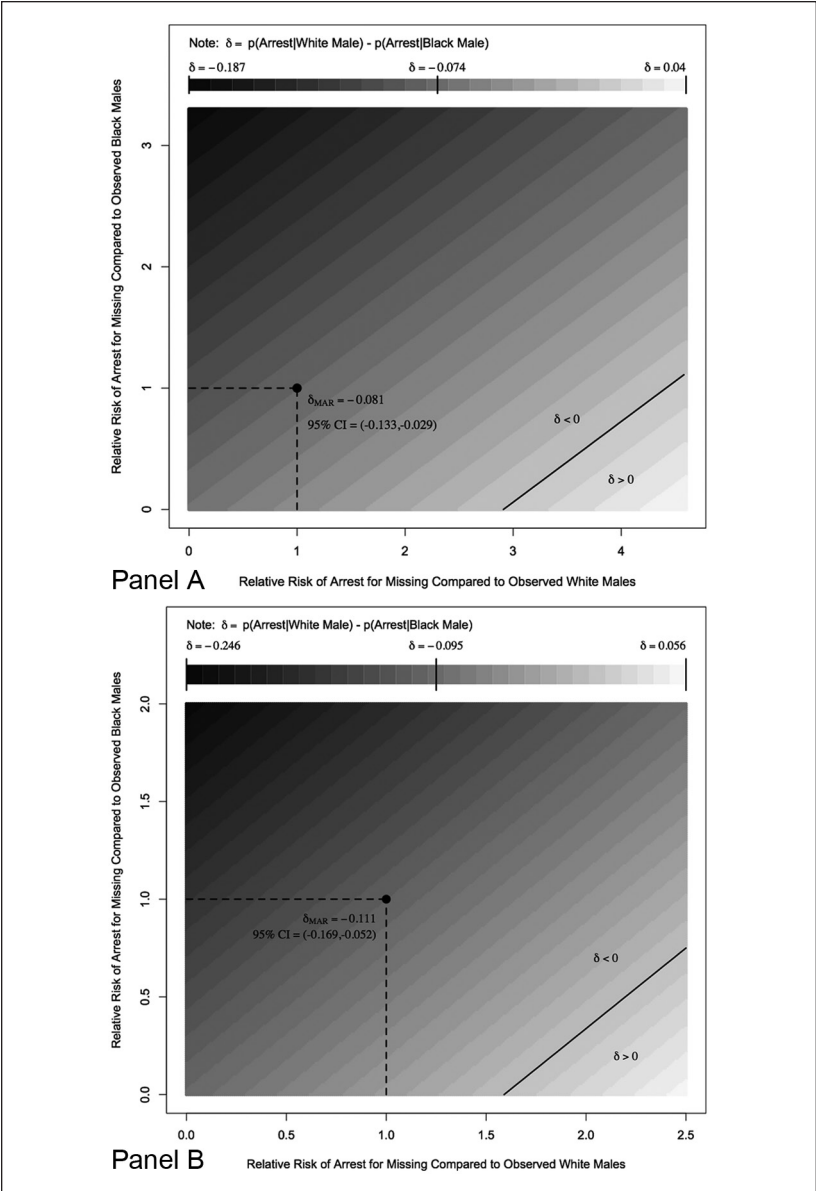 Note: δ = p(Arrest|White Male) - p(Arrest|Black Male)
δ = −0.187 δ = −0.074 δ = 0.04
Relative Risk of Arrest for Missing Compared to Observed Black Males
3
2
1
0
δMAR = −0.081
95% CI = (-0.133,-0.029)
δ < 0
δ > 0
0 1 2 3 4
Panel A Relative Risk of Arrest for Missing Compared to Observed White Males
Note: δ = p(Arrest|White Male) - p(Arrest|Black Male)
δ = −0.246 δ = −0.095 δ = 0.056
Relative Risk of Arrest for Missing Compared to Observed Black Males
2.0
1.5
1.0
0.5
0.0
δMAR = −0.111
95% CI = (-0.169,-0.052)
δ < 0
δ > 0
0.0 0.5 1.0 1.5 2.0 2.5
Panel B Relative Risk of Arrest for Missing Compared to Observed White Males